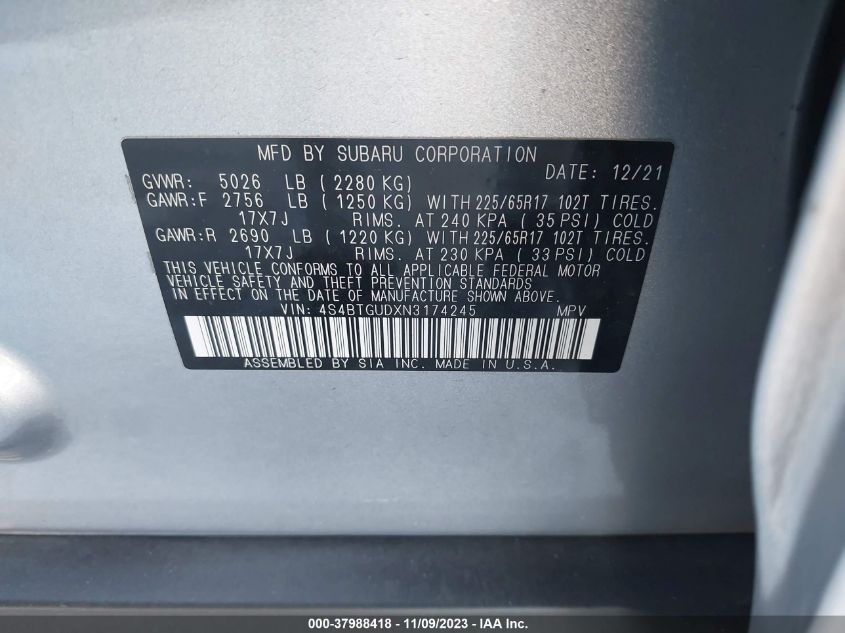 MFD BY SUBARU CORPORATION DATE: 12/21
GVWR: 5026 LB ( 2280 KG)
GAWR:F 2756 LB ( 1250 KG) WITH 225/65R17 102T TIRES.
17X7J RIMS. AT 240 KPA ( 35 PSI) COLD
GAWR:R 2690 LB ( 1220 KG) WITH 225/65R17 102T TIRES.
17X7J RIMS. AT 230 KPA ( 33 PSI) COLD
THIS VEHICLE CONFORMS TO ALL APPLICABLE FEDERAL MOTOR
VEHICLE SAFETY AND THEFT PREVENTION STANDARDS
IN EFFECT ON THE DATE OF MANUFACTURE SHOWN ABOVE.
VIN: 4S4BTGUDXN3174245 MPV
ASSEMBLED BY SIA INC. MADE IN U.S.A.
000-37988418 - 11/09/2023 - IAA Inc.